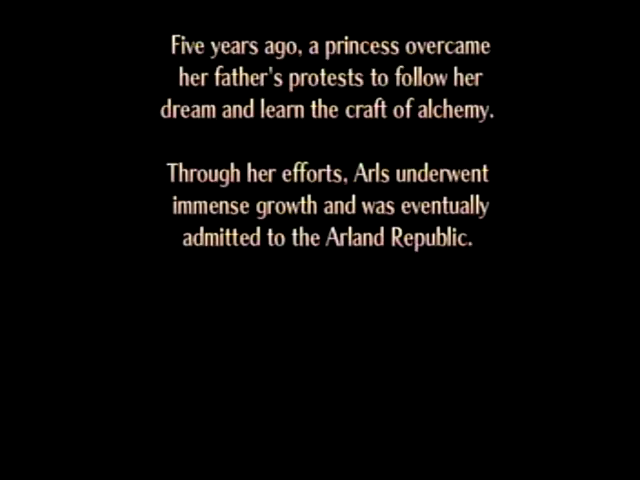 Five years ago, a princess overcame
her father's protests to follow her
dream and learn the craft of alchemy.
Through her efforts, Arls underwent
immense growth and was eventually
admitted to the Arland Republic.